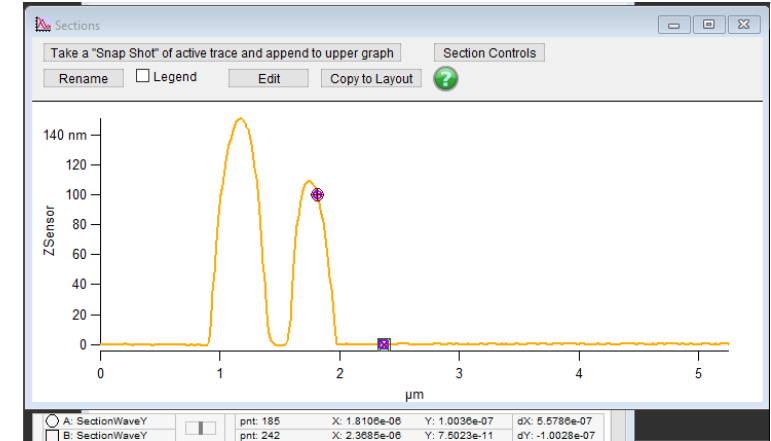 Sections
Take a "Snap Shot" of active trace and append to upper graph Section Controls
Rename Legend Edit Copy to Layout ?
140 nm
120
100
80
60
40
20
0
ZSensor
0 1 2 3 4 5
µm
A: SectionWaveY pnt: 185 X: 1.8106e-06 Y: 1.0036e-07 dX: 5.5786e-07
B: SectionWaveY pnt: 242 X: 2.3685e-06 Y: 7.5023e-11 dY: -1.0028e-07